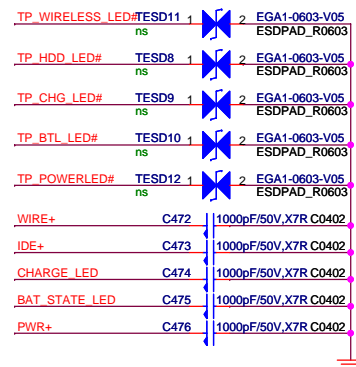 TP_WIRELESS_LED# TESD11 1 2 EGA1-0603-V05
ns ESDPAD_R0603
TP_HDD_LED# TESD8 1 2 EGA1-0603-V05
ns ESDPAD_R0603
TP_CHG_LED# TESD9 1 2 EGA1-0603-V05
ns ESDPAD_R0603
TP_BTL_LED# TESD10 1 2 EGA1-0603-V05
ns ESDPAD_R0603
TP_POWERLED# TESD12 1 2 EGA1-0603-V05
ns ESDPAD_R0603
WIRE+ C472 1000pF/50V,X7R C0402
IDE+ C473 1000pF/50V,X7R C0402
CHARGE_LED C474 1000pF/50V,X7R C0402
BAT_STATE_LED C475 1000pF/50V,X7R C0402
PWR+ C476 1000pF/50V,X7R C0402